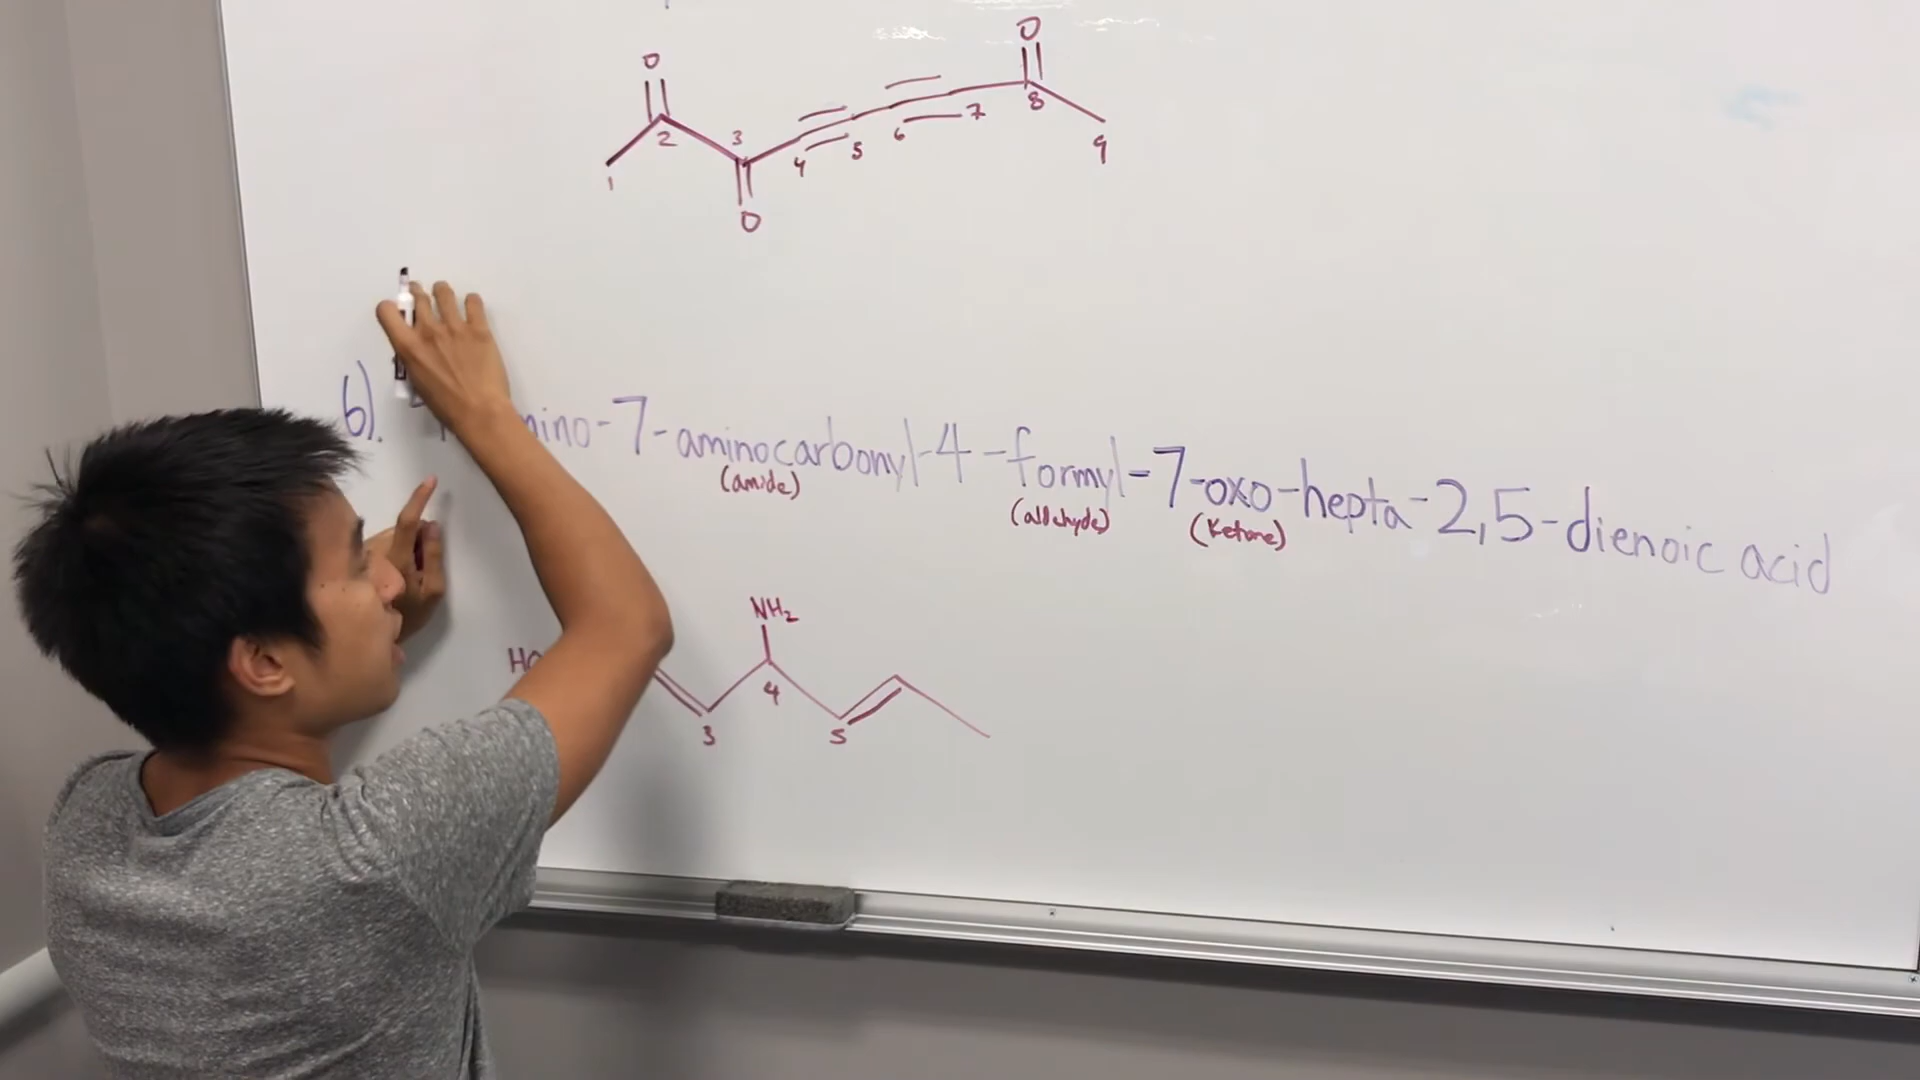 O
O
2 3 4 5 6 7 8
1 9
O
6). mino-7-aminocarbonyl-4-formyl-7-oxo-hepta-2,5-dienoic acid
(amide) (aldehyde) (ketone)
NH₂
HO
4
3 5